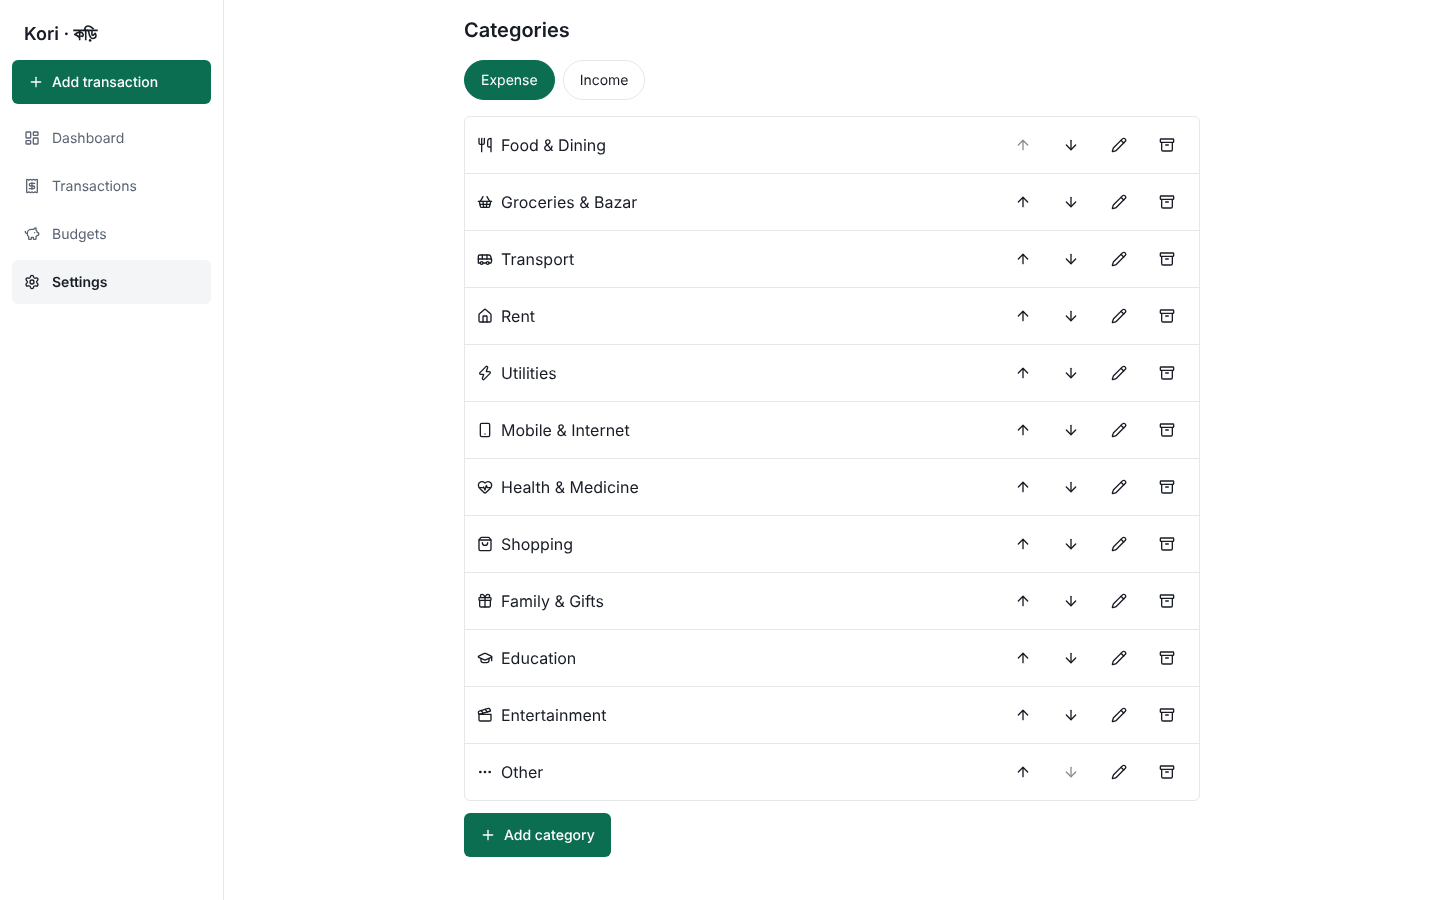 Kori · কড়ি
Add transaction
Dashboard
Transactions
Budgets
Settings
Categories
Expense
Income
Food & Dining
Groceries & Bazar
Transport
Rent
Utilities
Mobile & Internet
Health & Medicine
Shopping
Family & Gifts
Education
Entertainment
Other
Add category